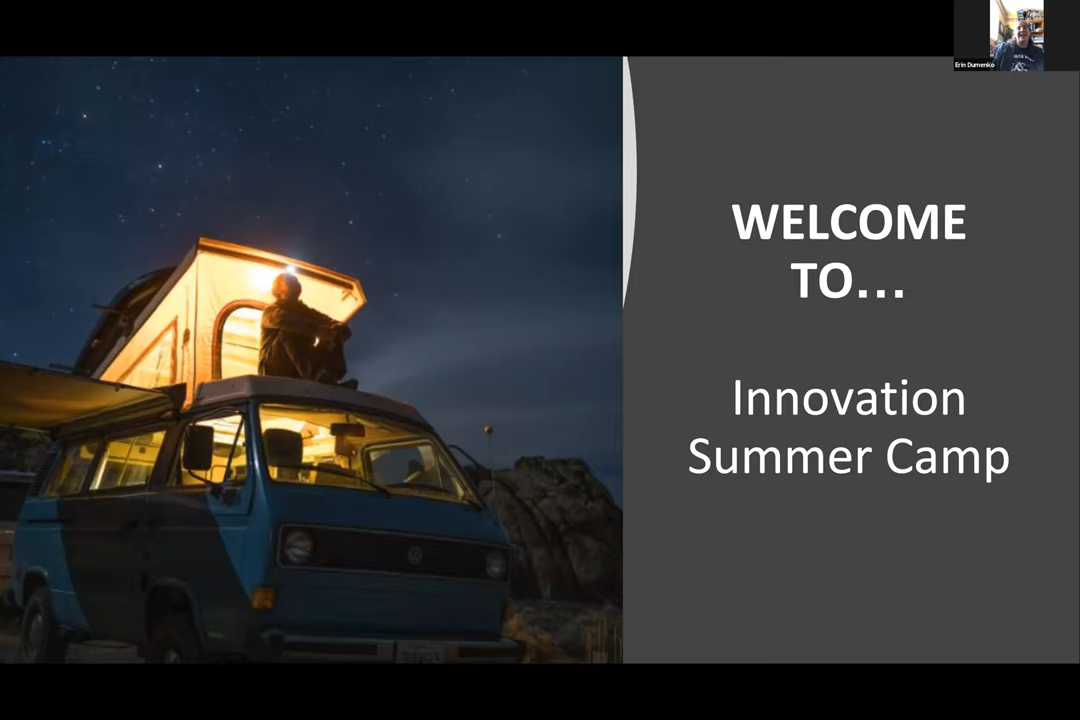 Erin Dumenko
WELCOME
TO...
Innovation
Summer Camp